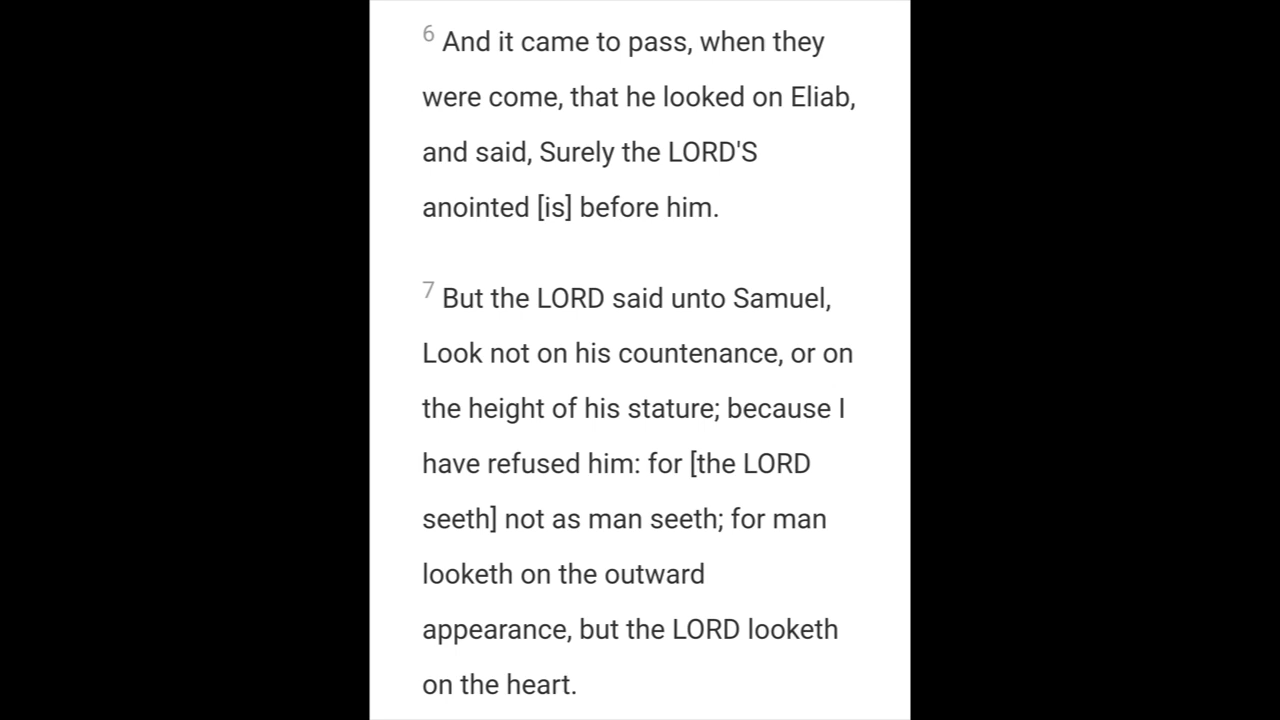 6 And it came to pass, when they
were come, that he looked on Eliab,
and said, Surely the LORD'S
anointed [is] before him.
7 But the LORD said unto Samuel,
Look not on his countenance, or on
the height of his stature; because I
have refused him: for [the LORD
seeth] not as man seeth; for man
looketh on the outward
appearance, but the LORD looketh
on the heart.